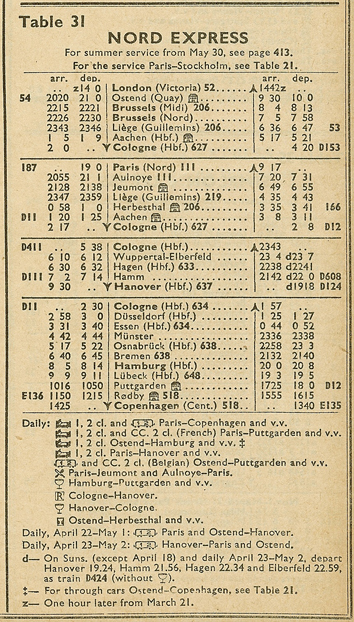 Table 31
NORD EXPRESS
For summer service from May 30, see page 413.
For the service Paris–Stockholm, see Table 21.
arr. dep. arr. dep.
.. z14 0 London (Victoria) 52 1442z ..
54 2020 21 0 Ostend (Quay) 9 30 10 0
2215 2221 Brussels (Midi) 206 8 4 8 13
2226 2230 Brussels (Nord) 7 5 7 58
2343 2346 Liège (Guillemins) 206 6 36 6 47 53
1 5 1 9 Aachen (Hbf.) 5 17 5 21
2 0 .. Cologne (Hbf.) 627 .. 4 20 D153
187 19 0 Paris (Nord) 111 9 17 ..
2055 21 1 Aulnoye 111 7 20 7 31
2128 2138 Jeumont 6 49 6 55
2347 2359 Liège (Guillemins) 219 4 35 4 43
0 58 1 0 Herbesthal 206 3 35 3 41 166
D11 1 20 1 25 Aachen 3 8 3 11
2 17 .. Cologne (Hbf.) 627 .. 2 8 D12
D411 .. 5 38 Cologne (Hbf.) 2343
6 10 6 12 Wuppertal-Elberfeld 23 4 d23 7
6 30 6 32 Hagen (Hbf.) 633 2238 d2241
D111 7 2 7 14 Hamm 2142 d22 0 D608
9 30 .. Hanover (Hbf.) 637 .. d1918 D124
D11 .. 2 30 Cologne (Hbf.) 634 1 57 ..
2 58 3 0 Düsseldorf (Hbf.) 1 25 1 27
3 31 3 40 Essen (Hbf.) 634 0 44 0 52
4 42 4 44 Münster 2336 2338
5 17 5 22 Osnabrück (Hbf.) 638 2258 23 3
6 40 6 45 Bremen 638 2132 2140
8 5 8 14 Hamburg (Hbf.) 20 0 20 8
9 9 9 11 Lübeck (Hbf.) 648 19 3 19 5
1016 1050 Puttgarden 1725 18 0 D12
E136 1150 1215 Rødby 518 1555 1615
1425 .. Copenhagen (Cent.) 518 .. 1340 E135
Daily: 1, 2 cl. and Paris–Copenhagen and v.v.
1, 2 cl. and CC. 2 cl. (French) Paris–Puttgarden and v.v.
1, 2 cl. Ostend–Hamburg and v.v. ‡
1, 2 cl. Paris–Hanover and v.v.
and CC. 2 cl. (Belgian) Ostend–Puttgarden and v.v.
Paris–Jeumont and Aulnoye–Paris.
Hamburg–Puttgarden and v.v.
R Cologne–Hanover.
Hanover–Cologne.
Ostend–Herbesthal and v.v.
Daily, April 22–May 1: Paris and Ostend–Hanover.
Daily, April 23–May 2: Hanover–Paris and Ostend.
d— On Suns. (except April 18) and daily April 23–May 2, depart
Hanover 19.24, Hamm 21.56, Hagen 22.34 and Elberfeld 22.59,
as train D424 (without ).
‡— For through cars Ostend–Copenhagen, see Table 21.
z— One hour later from March 21.